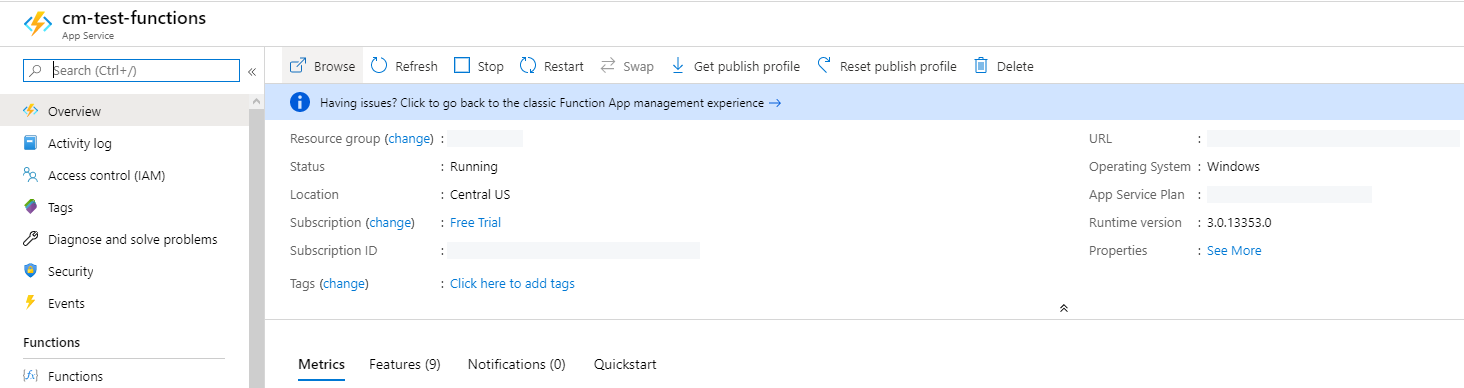 cm-test-functions
App Service
Search (Ctrl+/)
«
Overview
Activity log
Access control (IAM)
Tags
Diagnose and solve problems
Security
Events
Functions
Functions
Browse Refresh Stop Restart Swap Get publish profile Reset publish profile Delete
Having issues? Click to go back to the classic Function App management experience →
Resource group (change) :
Status : Running
Location : Central US
Subscription (change) : Free Trial
Subscription ID :
Tags (change) : Click here to add tags
URL :
Operating System : Windows
App Service Plan :
Runtime version : 3.0.13353.0
Properties : See More
Metrics Features (9) Notifications (0) Quickstart